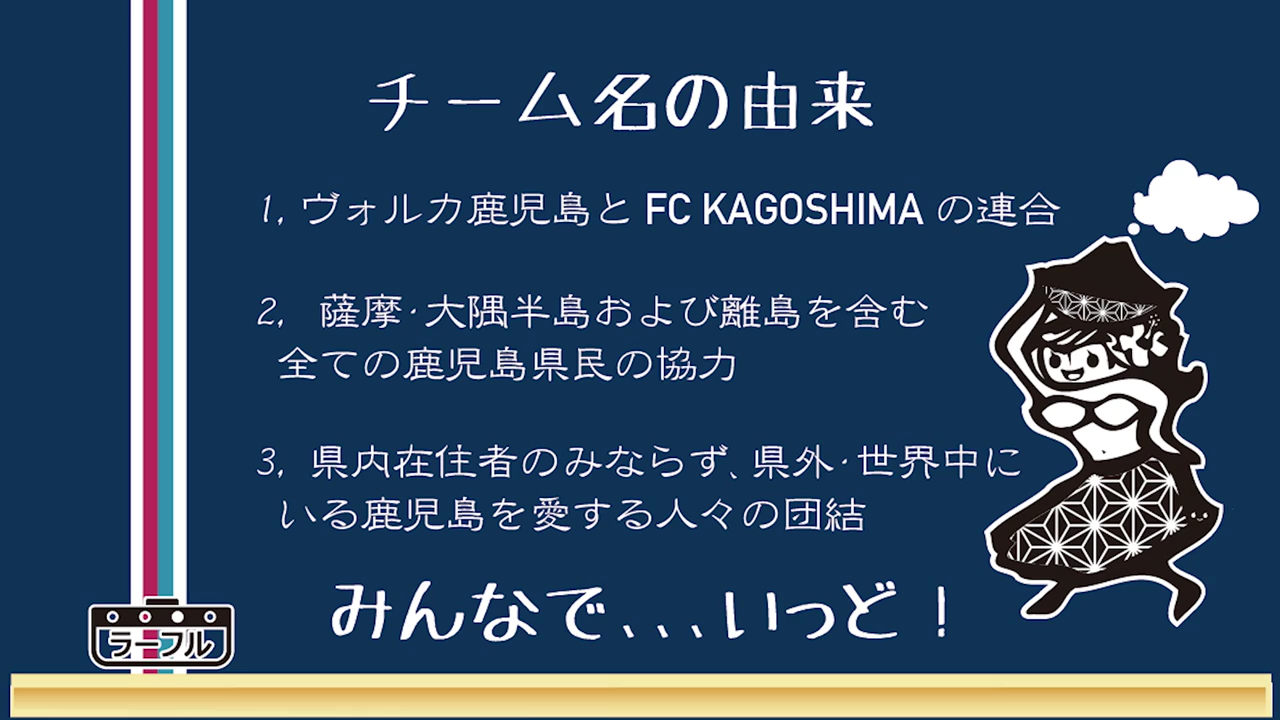 チーム名の由来
1, ヴォルカ鹿児島と FC KAGOSHIMA の連合
2, 薩摩·大隅半島および離島を含む
全ての鹿児島県民の協力
3, 県内在住者のみならず、県外·世界中に
いる鹿児島を愛する人々の団結
みんなで...いっど！
ラーフル